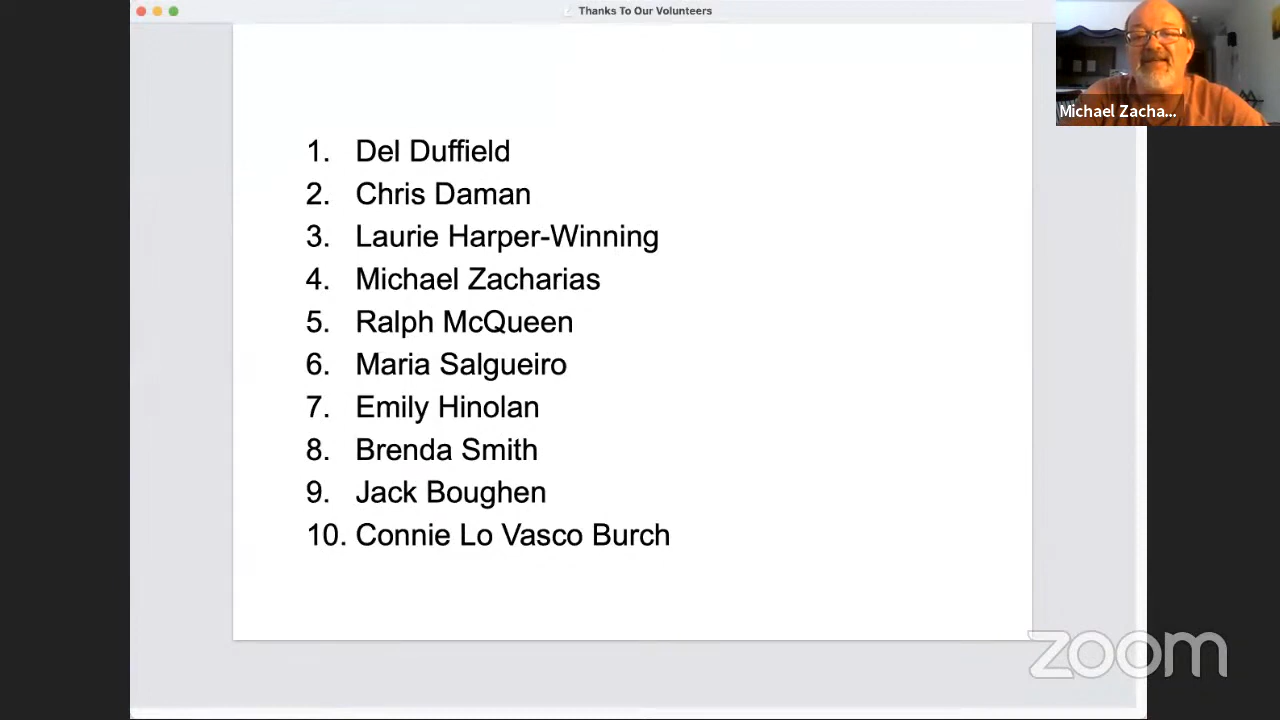 Thanks To Our Volunteers
Michael Zacha...
1. Del Duffield
2. Chris Daman
3. Laurie Harper-Winning
4. Michael Zacharias
5. Ralph McQueen
6. Maria Salgueiro
7. Emily Hinolan
8. Brenda Smith
9. Jack Boughen
10. Connie Lo Vasco Burch
zoom